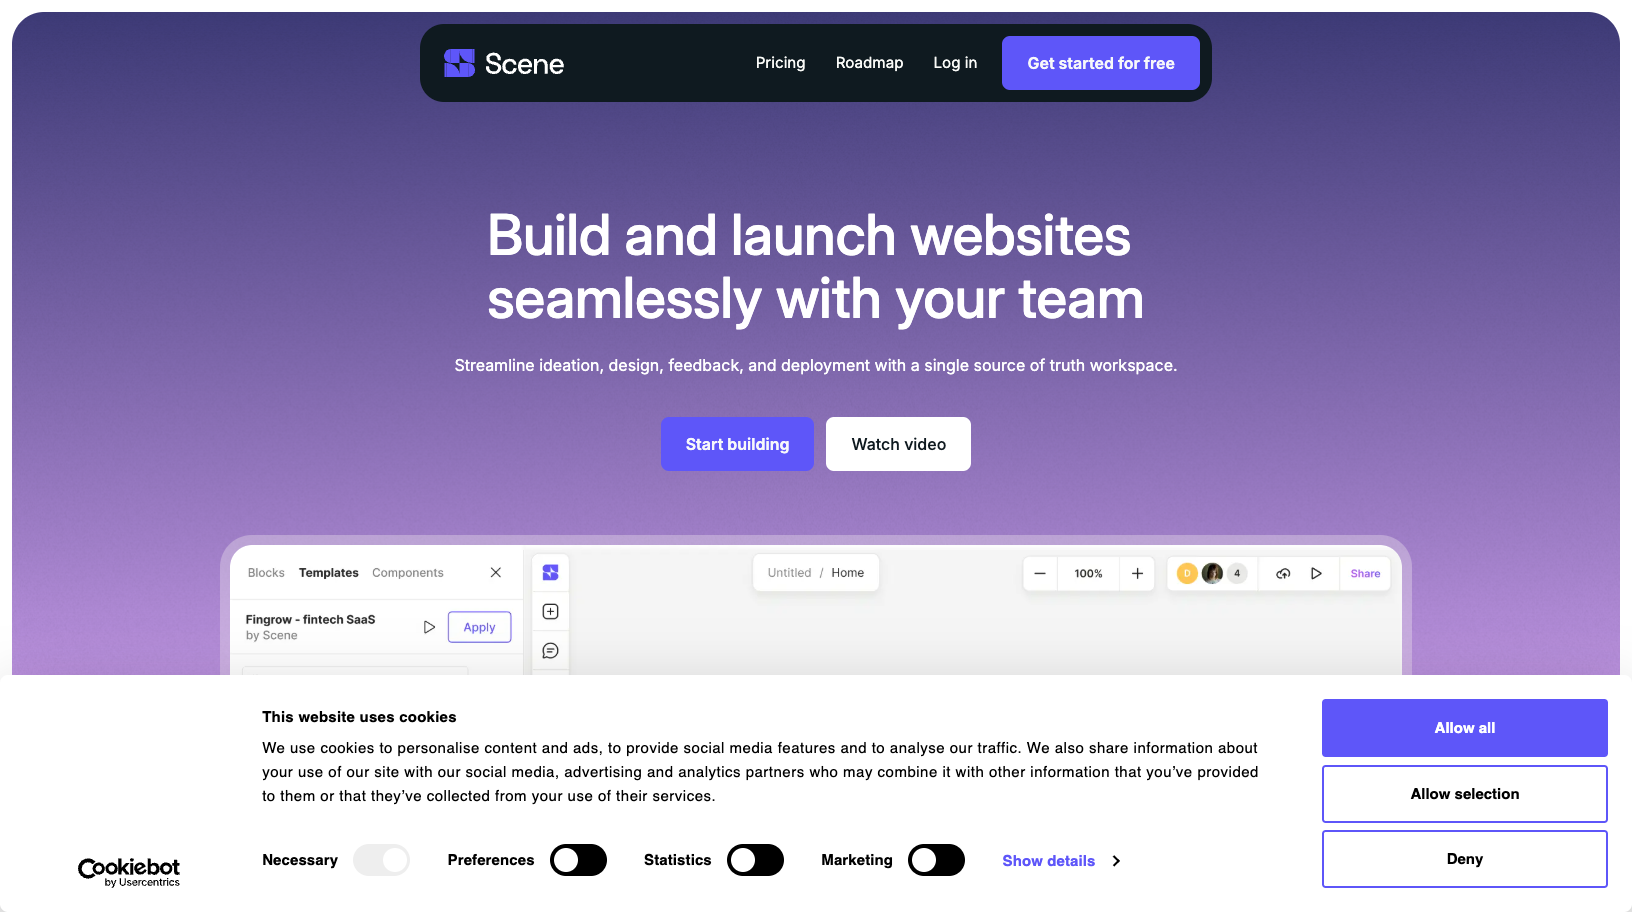 Scene
Pricing
Roadmap
Log in
Get started for free
Build and launch websites
seamlessly with your team
Streamline ideation, design, feedback, and deployment with a single source of truth workspace.
Start building
Watch video
Blocks
Templates
Components
Untitled / Home
100%
D
4
Share
Fingrow - fintech SaaS
by Scene
Apply
This website uses cookies
We use cookies to personalise content and ads, to provide social media features and to analyse our traffic. We also share information about
your use of our site with our social media, advertising and analytics partners who may combine it with other information that you’ve provided
to them or that they’ve collected from your use of their services.
Necessary
Preferences
Statistics
Marketing
Show details
Allow all
Allow selection
Deny
Cookiebot
by Usercentrics